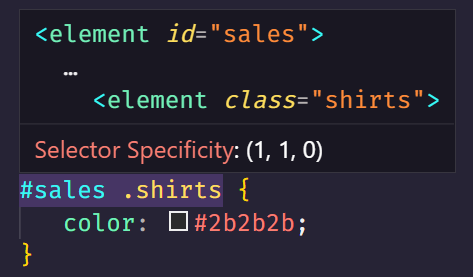 <element id="sales">
…
<element class="shirts">
Selector Specificity: (1, 1, 0)
#sales .shirts {
color: #2b2b2b;
}